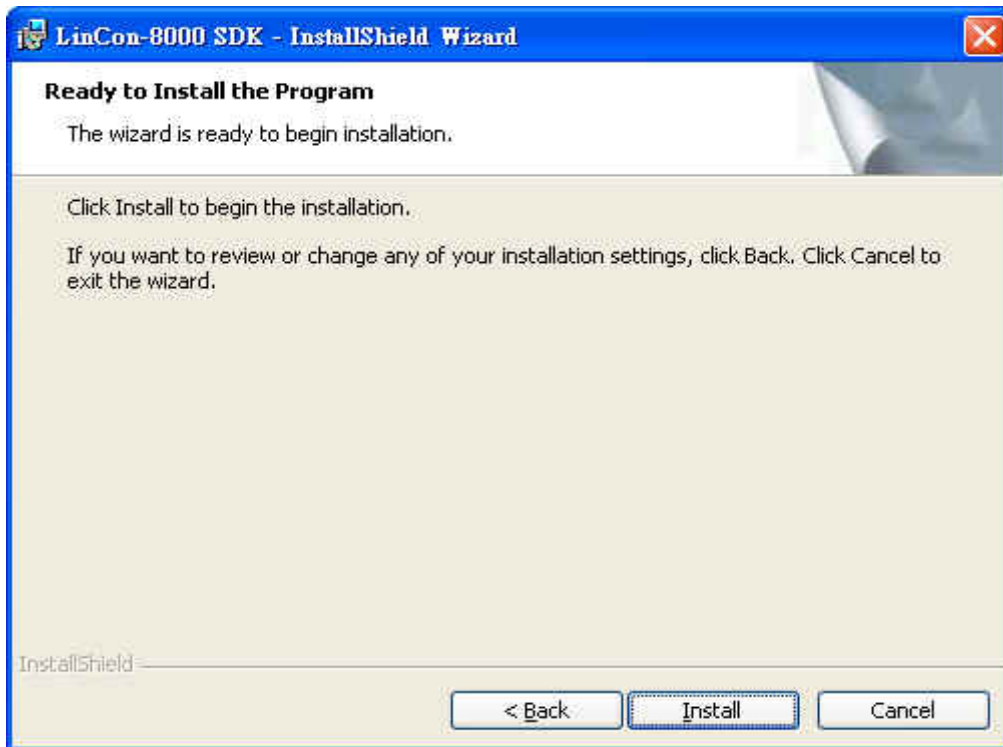 LinCon-8000 SDK - InstallShield Wizard
Ready to Install the Program
The wizard is ready to begin installation.
Click Install to begin the installation.
If you want to review or change any of your installation settings, click Back. Click Cancel to
exit the wizard.
InstallShield
< Back
Install
Cancel